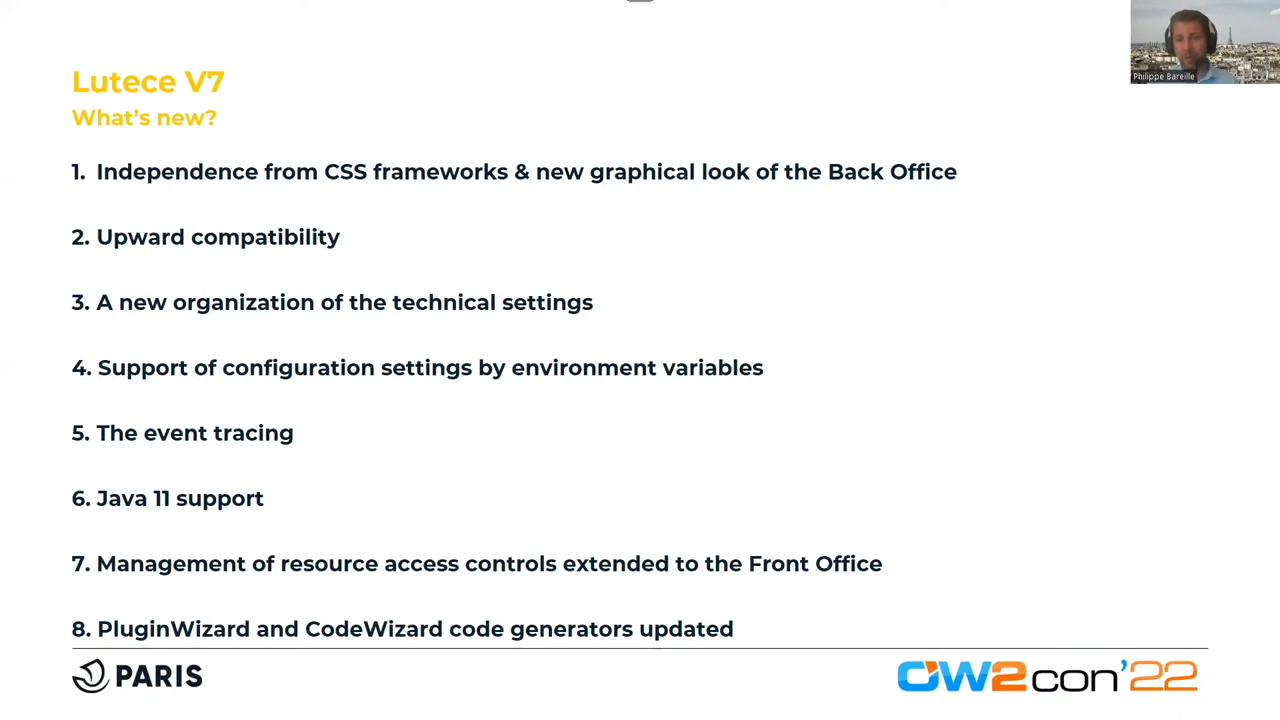 Philippe Bareille
Lutece V7
What's new?
1. Independence from CSS frameworks & new graphical look of the Back Office
2. Upward compatibility
3. A new organization of the technical settings
4. Support of configuration settings by environment variables
5. The event tracing
6. Java 11 support
7. Management of resource access controls extended to the Front Office
8. PluginWizard and CodeWizard code generators updated
PARIS
OW2con'22